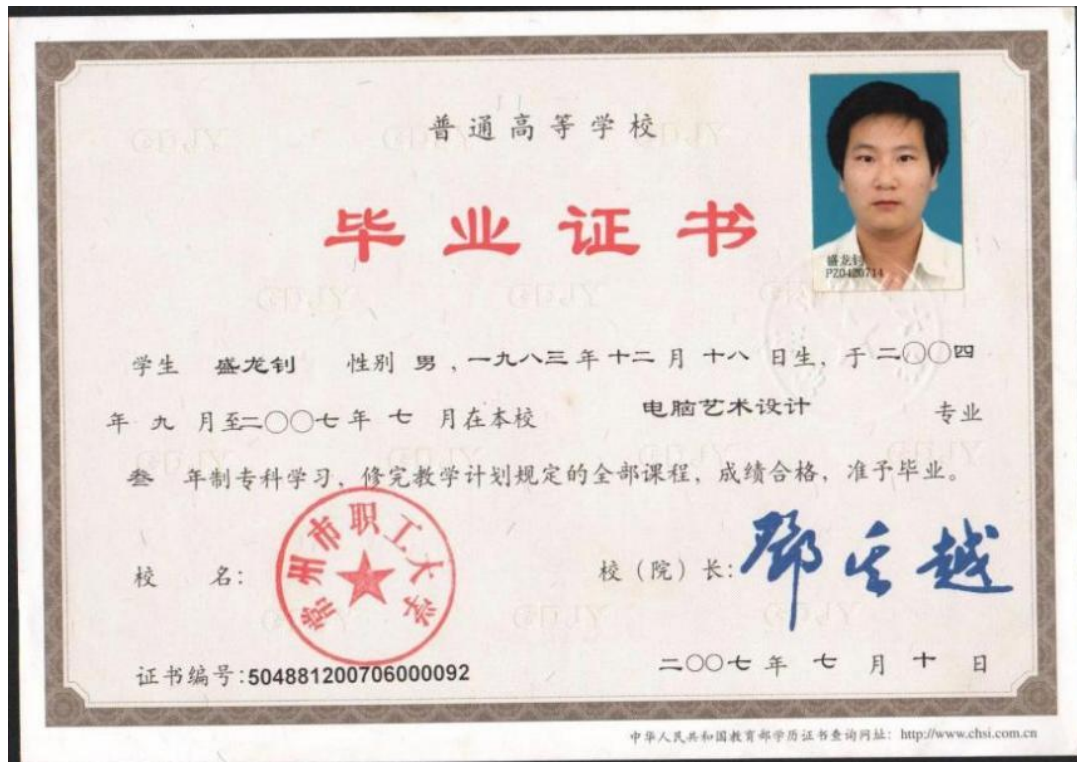 普通高等学校
毕业证书
盛龙钊
PZ0420714
学生 盛龙钊 性别 男 , 一九八三 年 十二 月 十八 日生, 于 二〇〇四
年 九 月至二〇〇七 年 七 月在本校 电脑艺术设计 专业
叁 年制专科学习, 修完教学计划规定的全部课程, 成绩合格, 准予毕业。
常州市职工大学
校 名: 校 (院) 长: 邓 越
证书编号:504881200706000092 二〇〇七 年 七 月 十 日
中华人民共和国教育部学历证书查询网址: http://www.chsi.com.cn